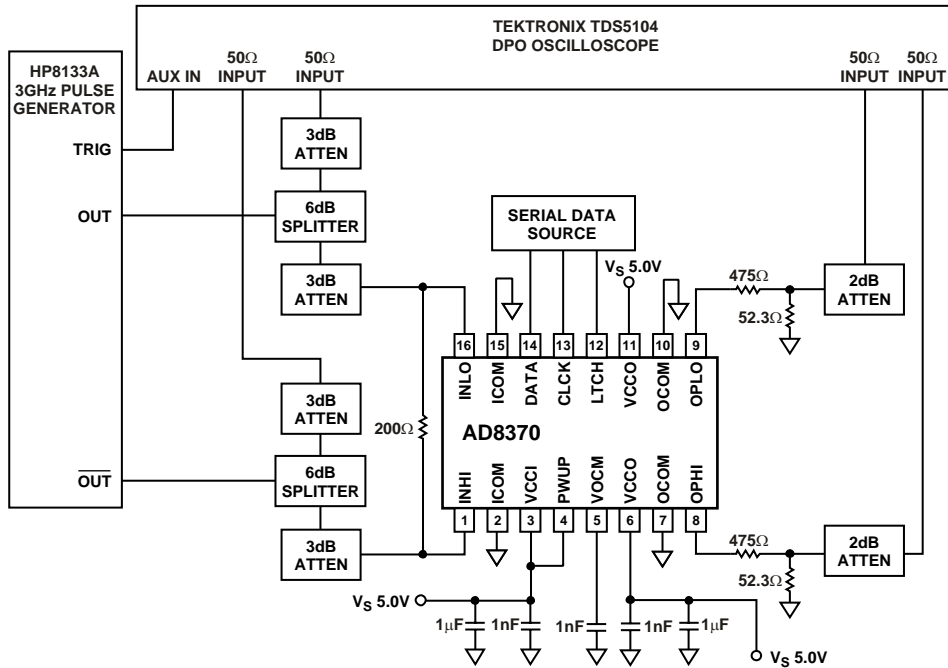 TEKTRONIX TDS5104
DPO OSCILLOSCOPE
HP8133A
3GHz PULSE
GENERATOR
AUX IN
50Ω
INPUT
50Ω
INPUT
50Ω
INPUT
50Ω
INPUT
TRIG
3dB
ATTEN
OUT
6dB
SPLITTER
SERIAL DATA
SOURCE
3dB
ATTEN
VS 5.0V
475Ω
2dB
ATTEN
52.3Ω
16
15
14
13
12
11
10
9
INLO
ICOM
DATA
CLCK
LTCH
VCCO
OCOM
OPLO
3dB
ATTEN
200Ω
AD8370
OUT
6dB
SPLITTER
INHI
ICOM
VCCI
PWUP
VOCM
VCCO
OCOM
OPHI
1
2
3
4
5
6
7
8
3dB
ATTEN
475Ω
2dB
ATTEN
52.3Ω
VS 5.0V
1µF
1nF
1nF
1nF
1µF
VS 5.0V